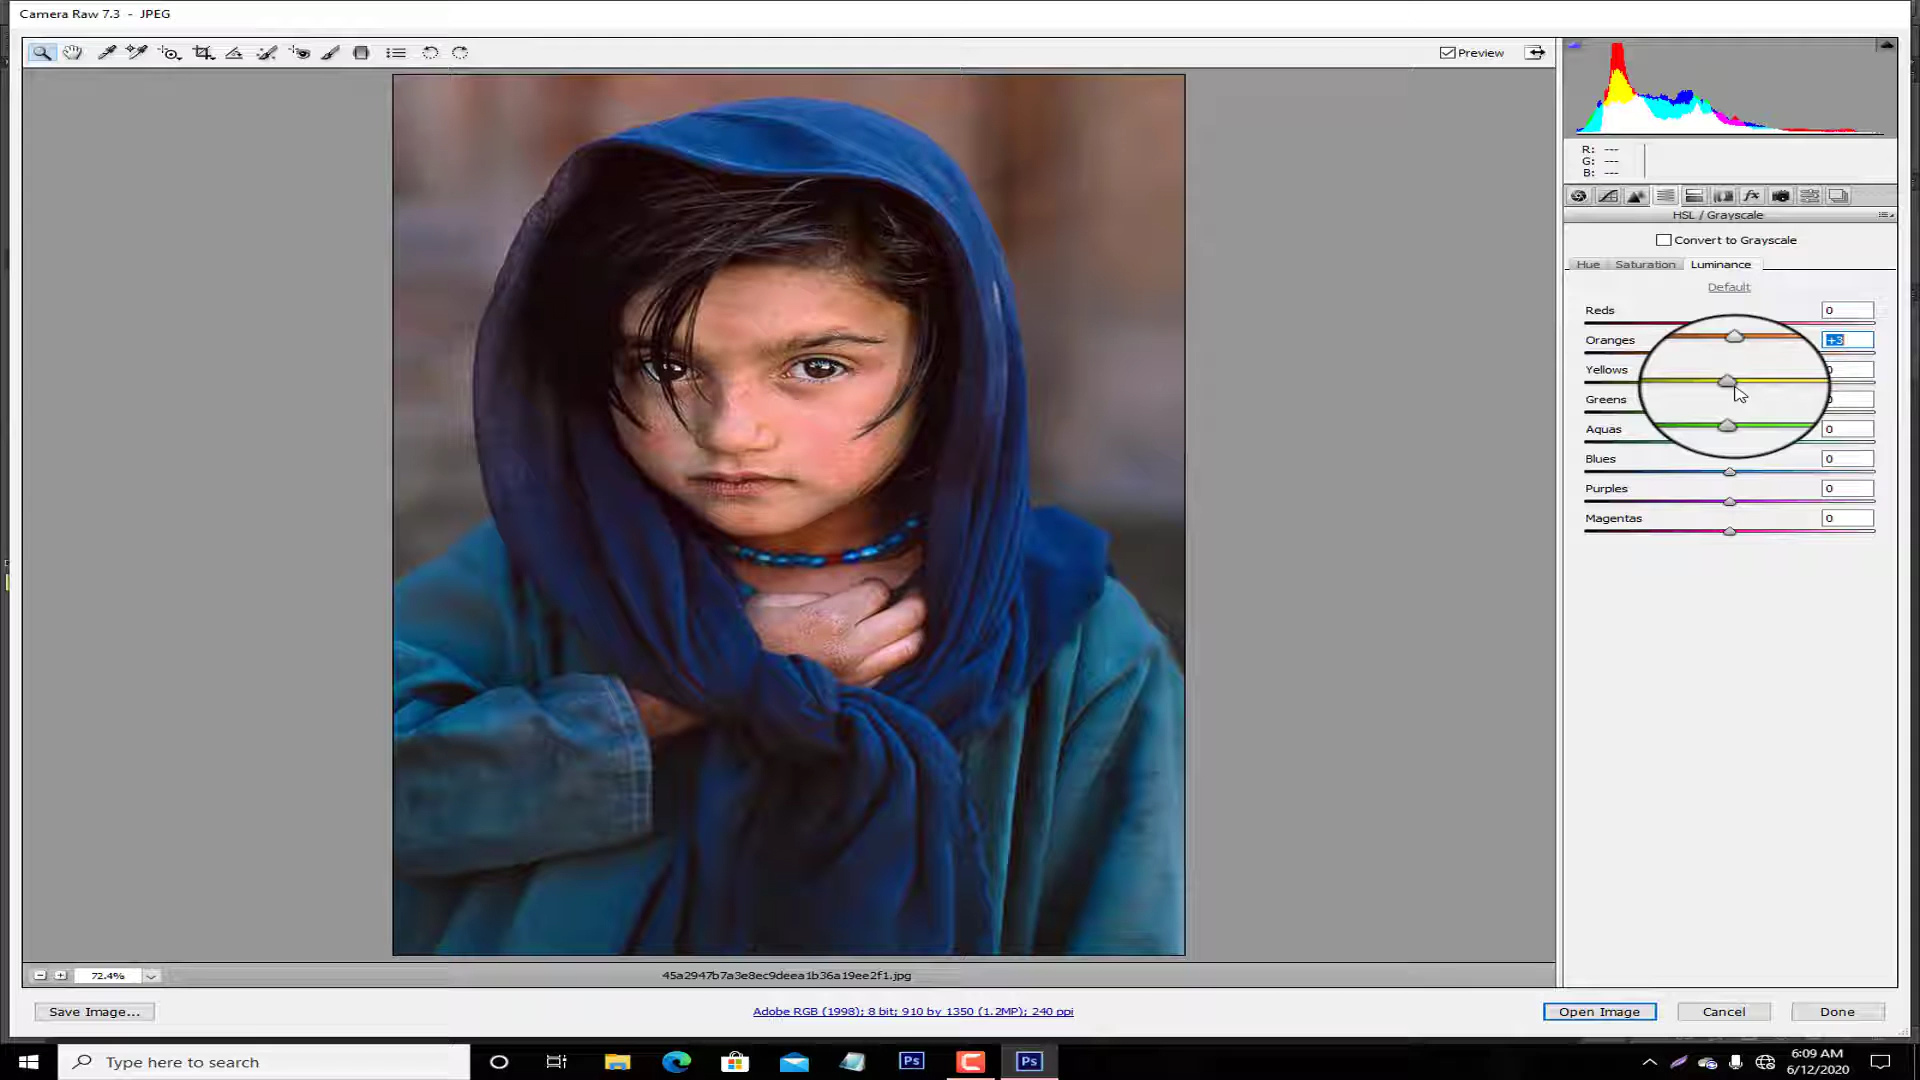 Camera Raw 7.3 - JPEG
Preview
R: ---
G: ---
B: ---
fx
HSL / Grayscale
Convert to Grayscale
Hue Saturation Luminance
Default
Reds 0
Oranges +3
Yellows
Greens
Aquas 0
Blues 0
Purples 0
Magentas 0
72.4%
45a2947b7a3e8ec9deea1b36a19ee2f1.jpg
Save Image...
Adobe RGB (1998); 8 bit; 910 by 1350 (1.2MP); 240 ppi
Open Image
Cancel
Done
Type here to search
Ps
Ps
6:09 AM
6/12/2020